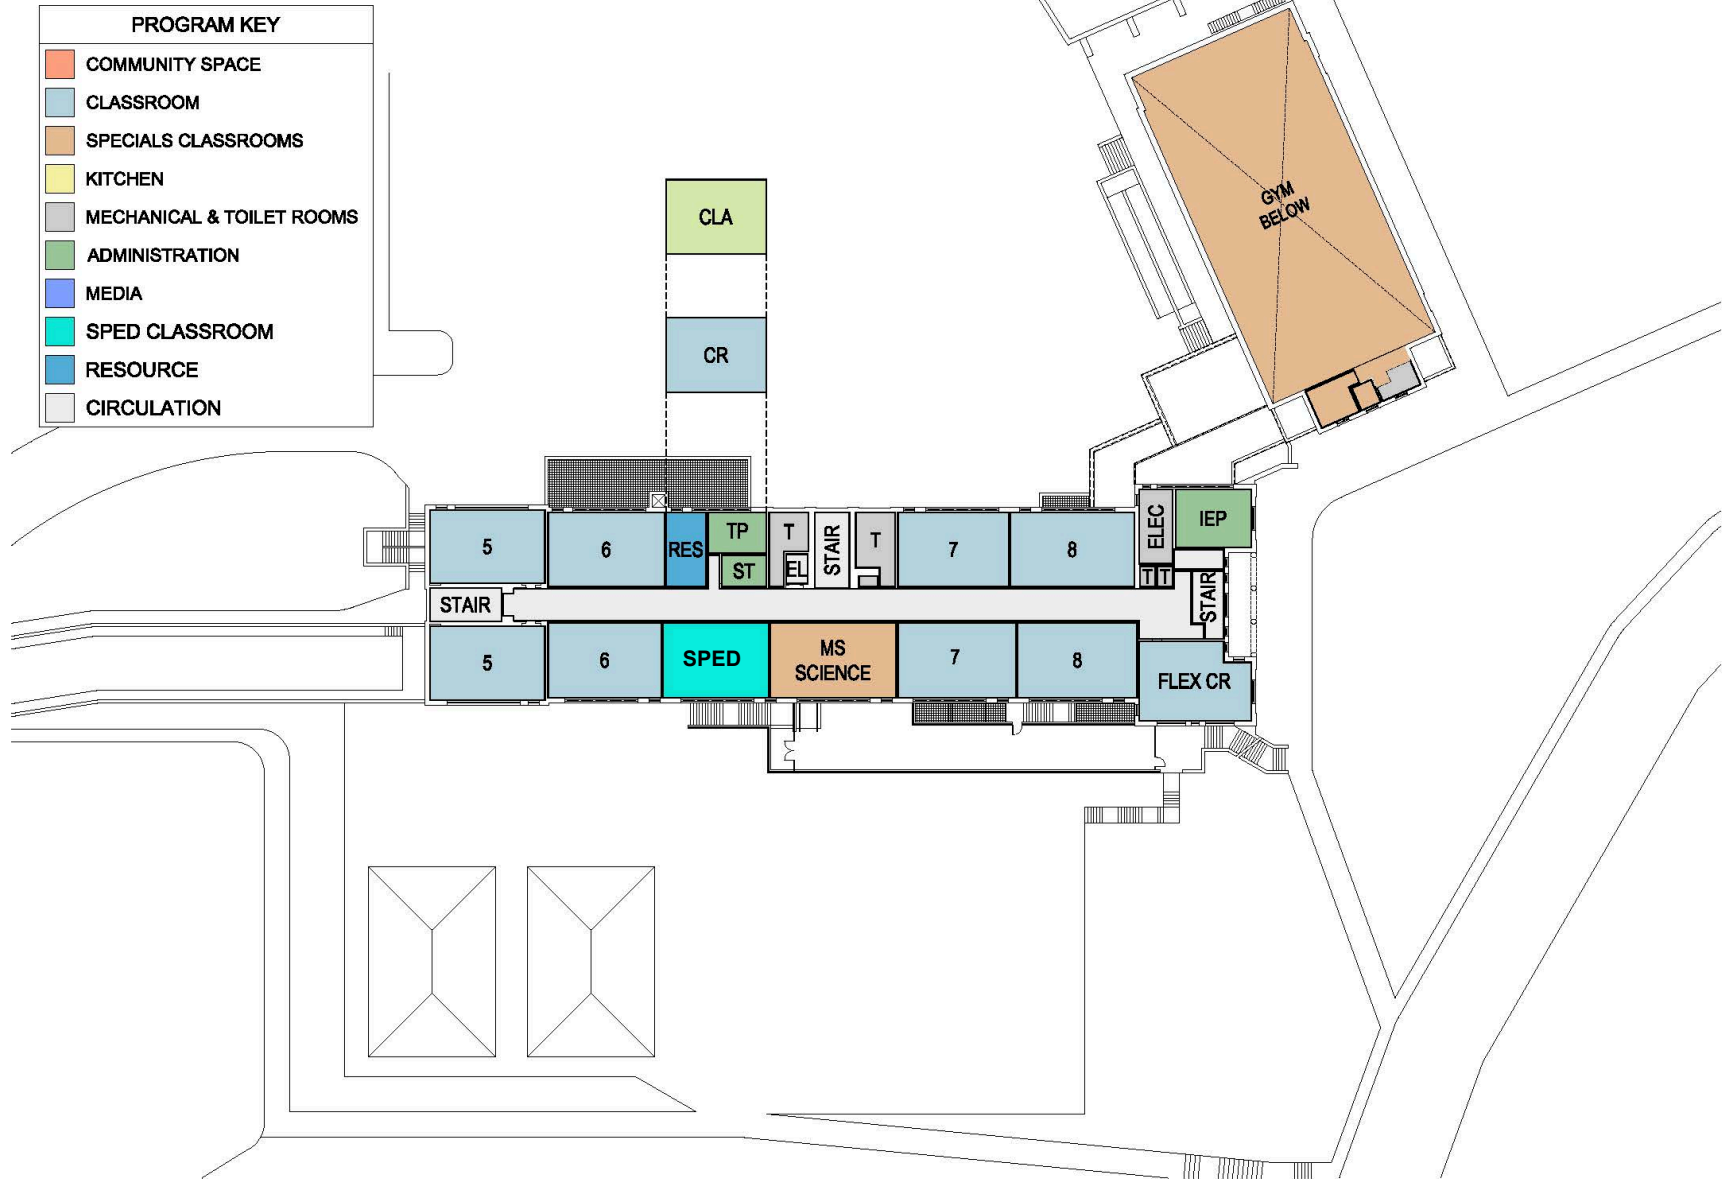 PROGRAM KEY
COMMUNITY SPACE
CLASSROOM
SPECIALS CLASSROOMS
KITCHEN
MECHANICAL & TOILET ROOMS
ADMINISTRATION
MEDIA
SPED CLASSROOM
RESOURCE
CIRCULATION
GYM
BELOW
CLA
CR
5
6
RES
TP
ST
T
EL
STAIR
T
7
8
ELEC
IEP
T
T
STAIR
STAIR
5
6
SPED
MS
SCIENCE
7
8
FLEX CR